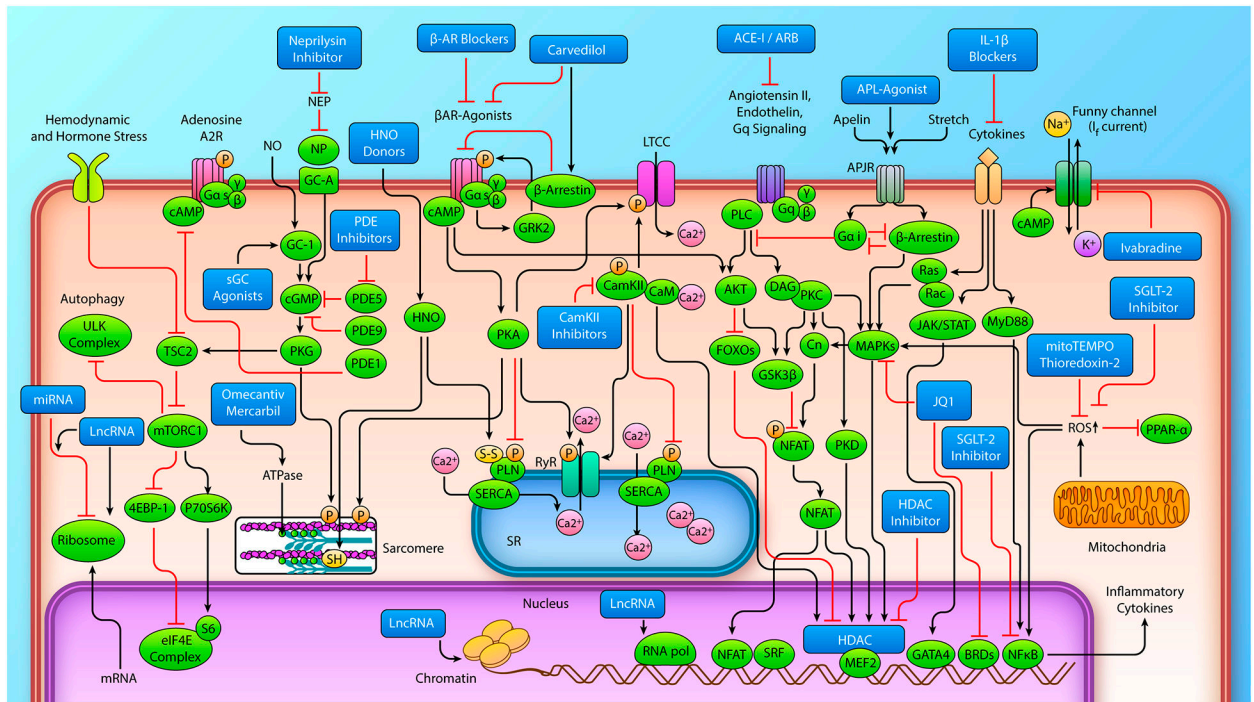 Neprilysin
Inhibitor
β-AR Blockers
Carvedilol
ACE-I / ARB
IL-1β
Blockers
NEP
βAR-Agonists
Angiotensin II,
Endothelin,
Gq Signaling
APL-Agonist
Apelin
Stretch
Cytokines
Na⁺
Funny channel
(If current)
Hemodynamic
and Hormone Stress
Adenosine
A2R
NO
NP
GC-A
HNO
Donors
LTCC
APJR
P
Gα s
γ
β
cAMP
P
Gα s
γ
β
cAMP
β-Arrestin
GRK2
P
Ca2+
PLC
Gq
γ
β
Gα i
β-Arrestin
cAMP
K⁺
Ivabradine
GC-1
PDE
Inhibitors
sGC
Agonists
cGMP
PDE5
PDE9
PDE1
PKG
HNO
PKA
P
CamKII
CaM
Ca2+
CamKII
Inhibitors
AKT
DAG
PKC
Ras
Rac
FOXOs
Cn
MAPKs
GSK3β
JAK/STAT
MyD88
SGLT-2
Inhibitor
mitoTEMPO
Thioredoxin-2
Autophagy
ULK
Complex
TSC2
miRNA
LncRNA
mTORC1
Omecantiv
Mercarbil
ATPase
4EBP-1
P70S6K
Ribosome
P
P
SH
Sarcomere
Ca2+
S-S
P
PLN
SERCA
RyR
P
Ca2+
Ca2+
Ca2+
P
PLN
SERCA
Ca2+
Ca2+
Ca2+
SR
P
NFAT
PKD
NFAT
JQ1
SGLT-2
Inhibitor
HDAC
Inhibitor
ROS↑
PPAR-α
Mitochondria
Inflammatory
Cytokines
Nucleus
LncRNA
LncRNA
S6
eIF4E
Complex
mRNA
Chromatin
RNA pol
NFAT
SRF
HDAC
MEF2
GATA4
BRDs
NFκB